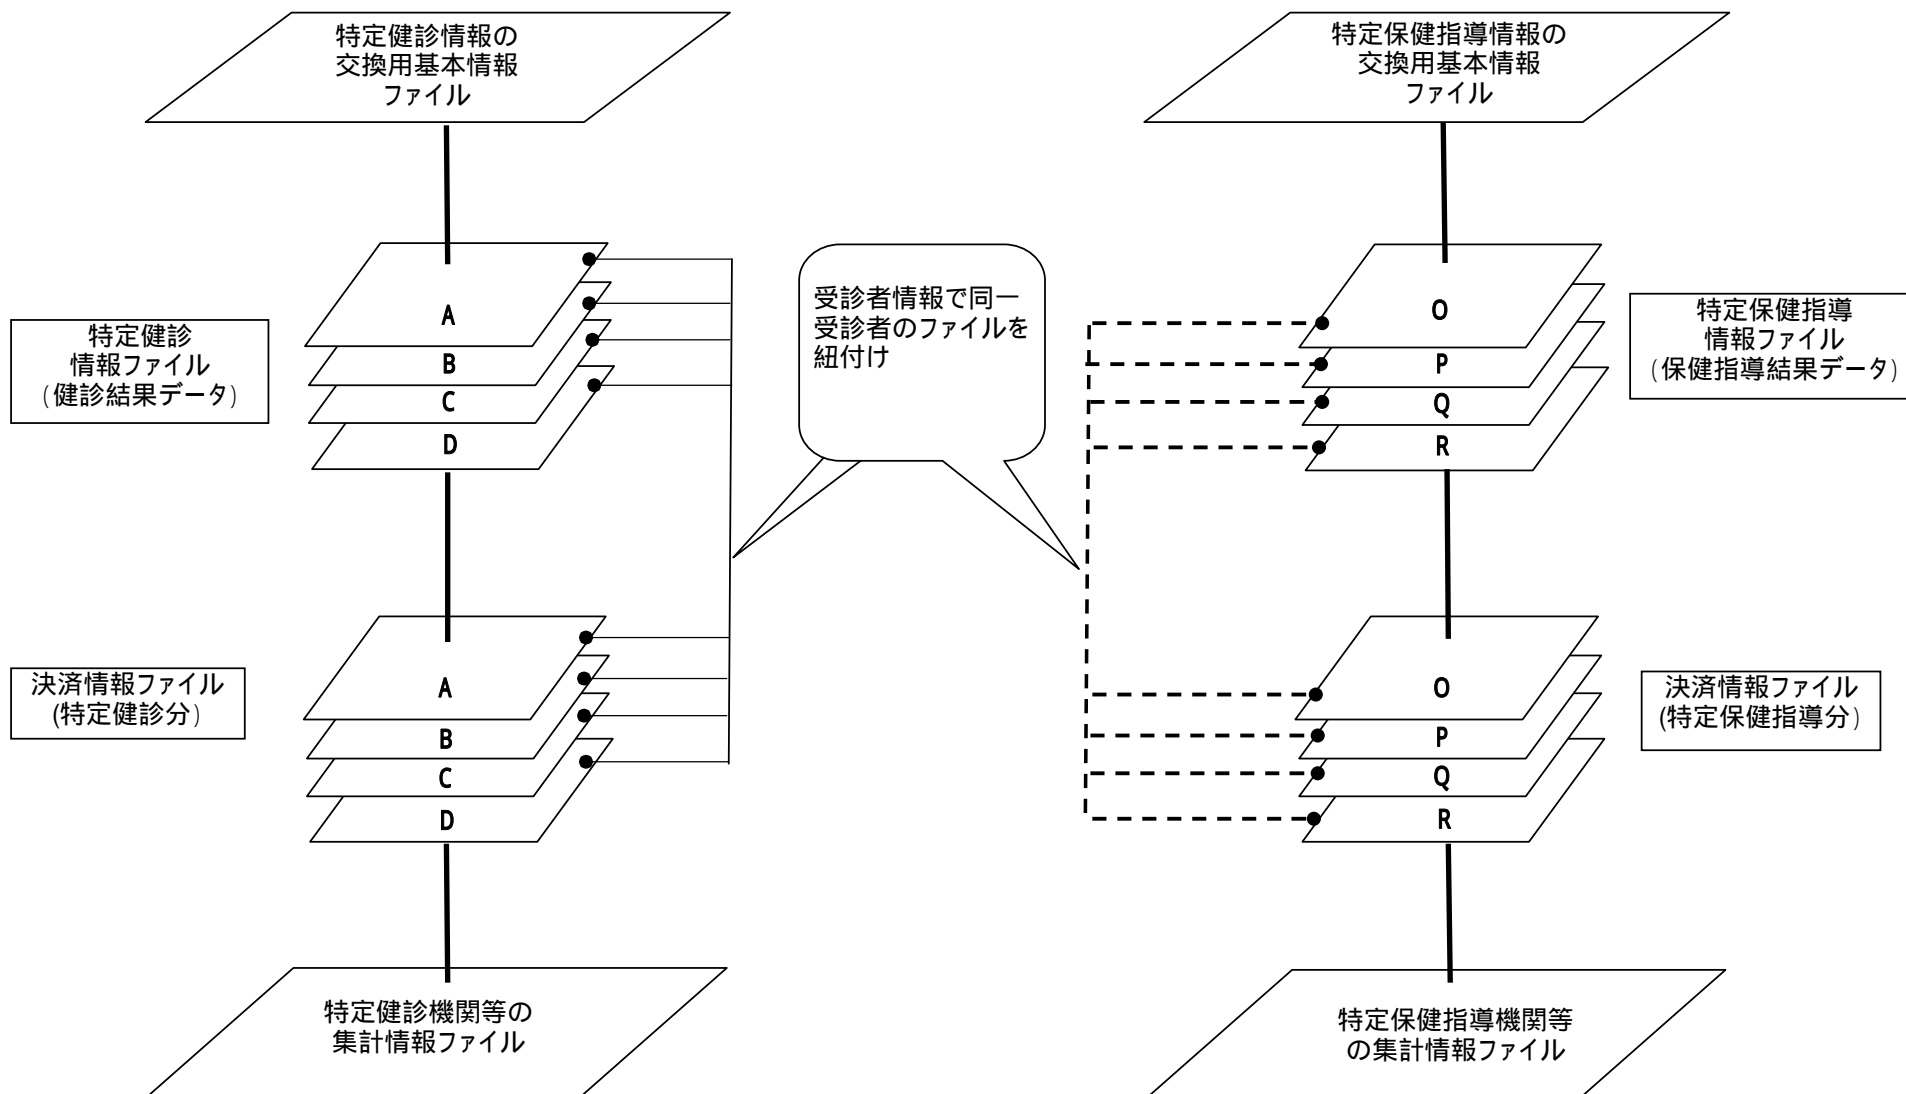 特定健診情報の
交換用基本情報
ファイル
特定保健指導情報の
交換用基本情報
ファイル
特定健診
情報ファイル
(健診結果データ)
A
B
C
D
受診者情報で同一
受診者のファイルを
紐付け
O
P
Q
R
特定保健指導
情報ファイル
(保健指導結果データ)
決済情報ファイル
(特定健診分)
A
B
C
D
O
P
Q
R
決済情報ファイル
(特定保健指導分)
特定健診機関等の
集計情報ファイル
特定保健指導機関等
の集計情報ファイル